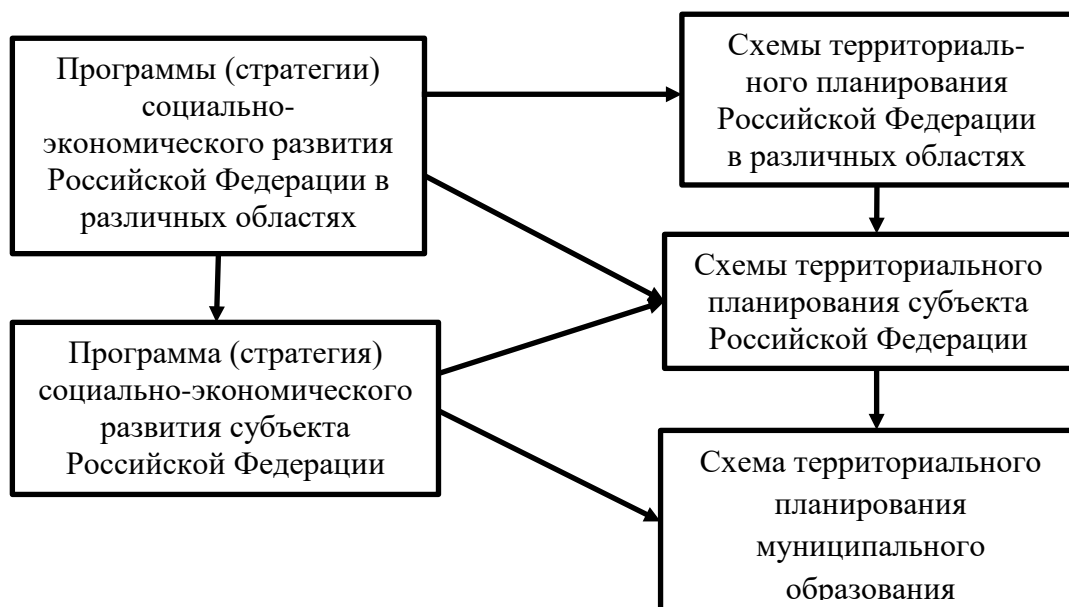 Программы (стратегии)
социально-
экономического развития
Российской Федерации в
различных областях
Схемы территориаль-
ного планирования
Российской Федерации
в различных областях
Программа (стратегия)
социально-экономического
развития субъекта
Российской Федерации
Схемы территориального
планирования субъекта
Российской Федерации
Схема территориального
планирования
муниципального
образования